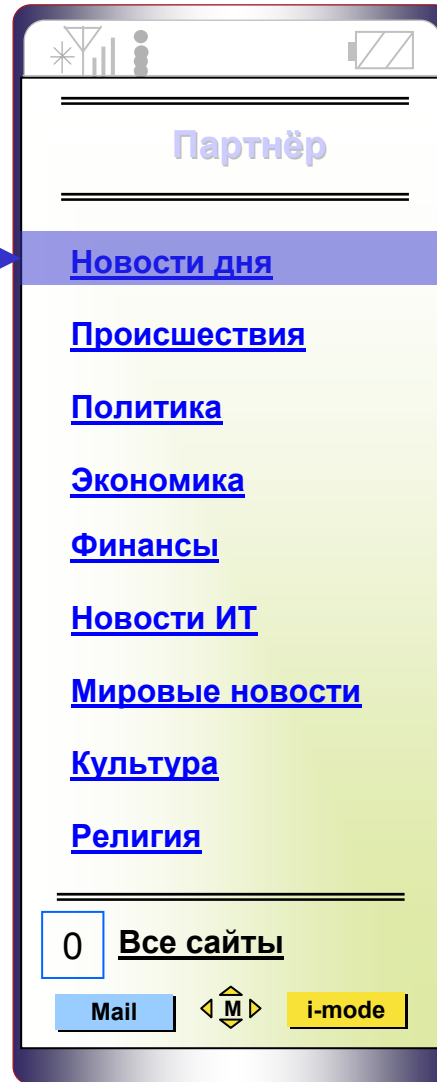 Партнёр
Новости дня
Происшествия
Политика
Экономика
Финансы
Новости ИТ
Мировые новости
Культура
Религия
0 Все сайты
Mail M i-mode